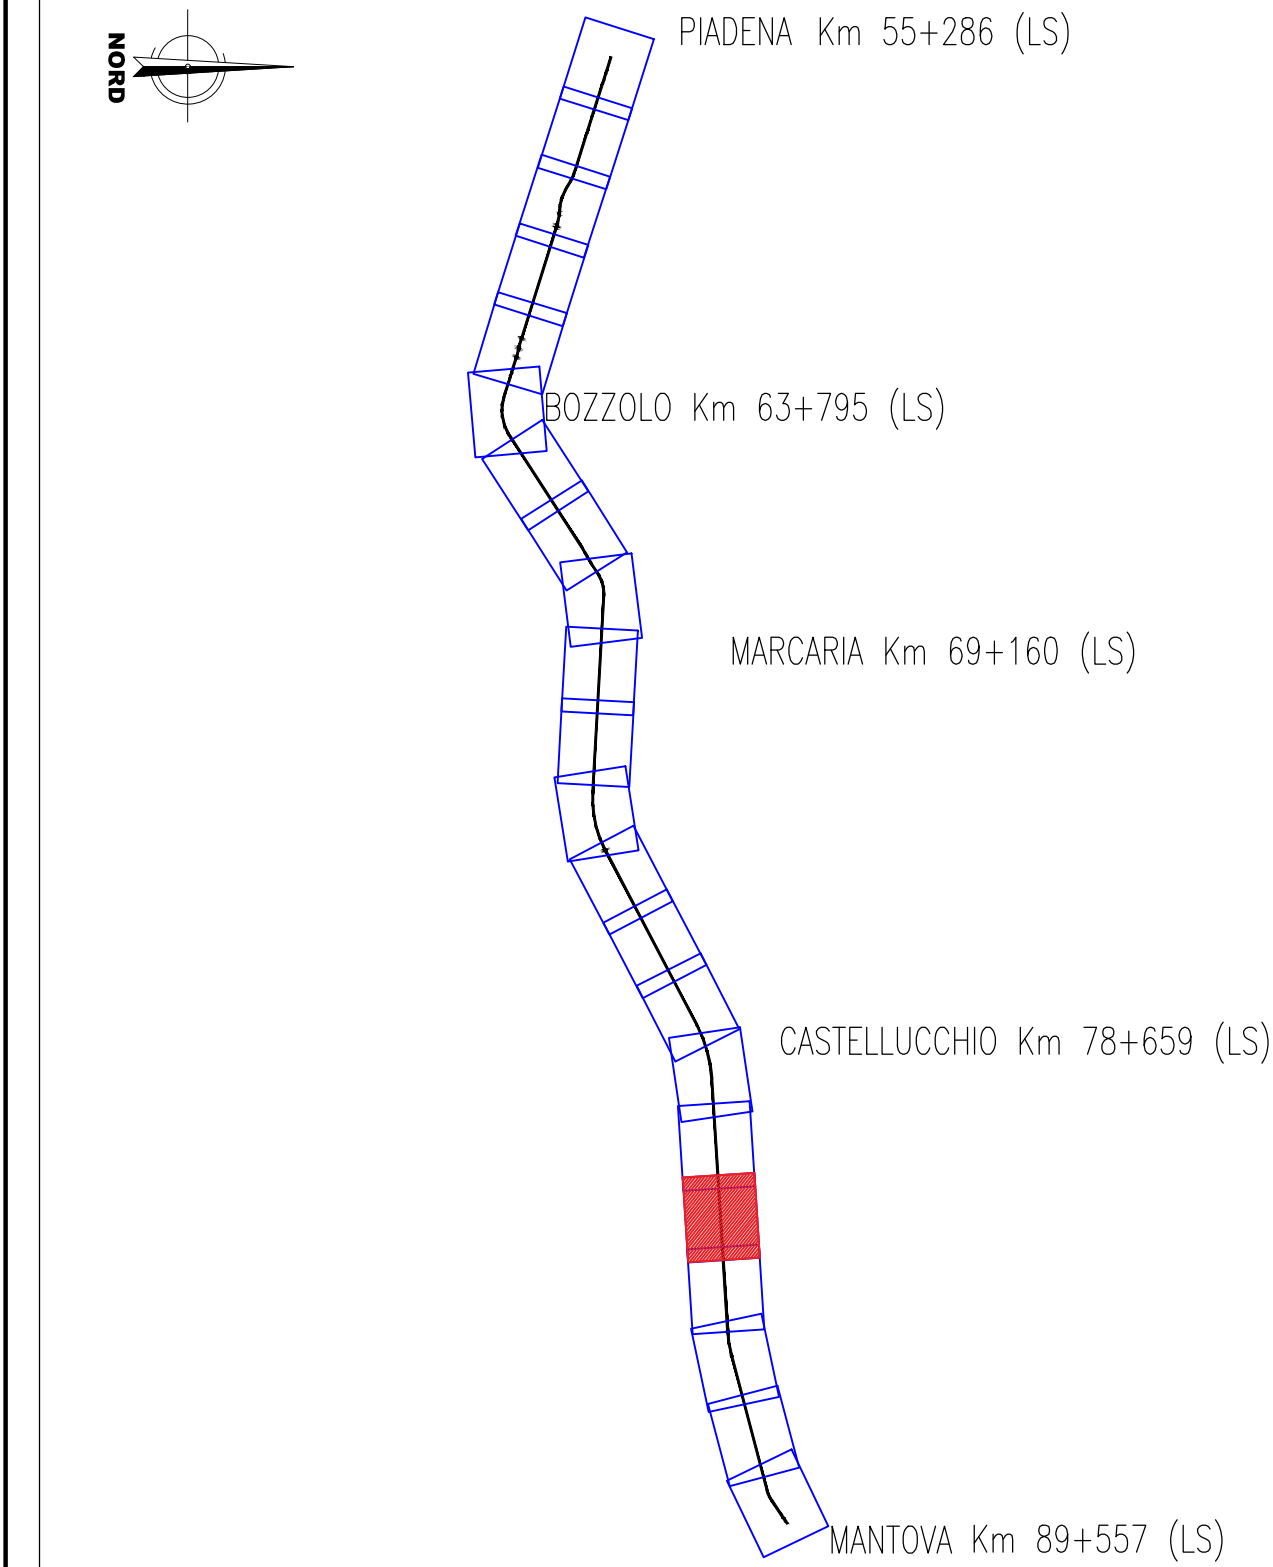 PIADENA Km 55+286 (LS)
NORD
BOZZOLO Km 63+795 (LS)
MARCARIA Km 69+160 (LS)
CASTELLUCCHIO Km 78+659 (LS)
MANTOVA Km 89+557 (LS)